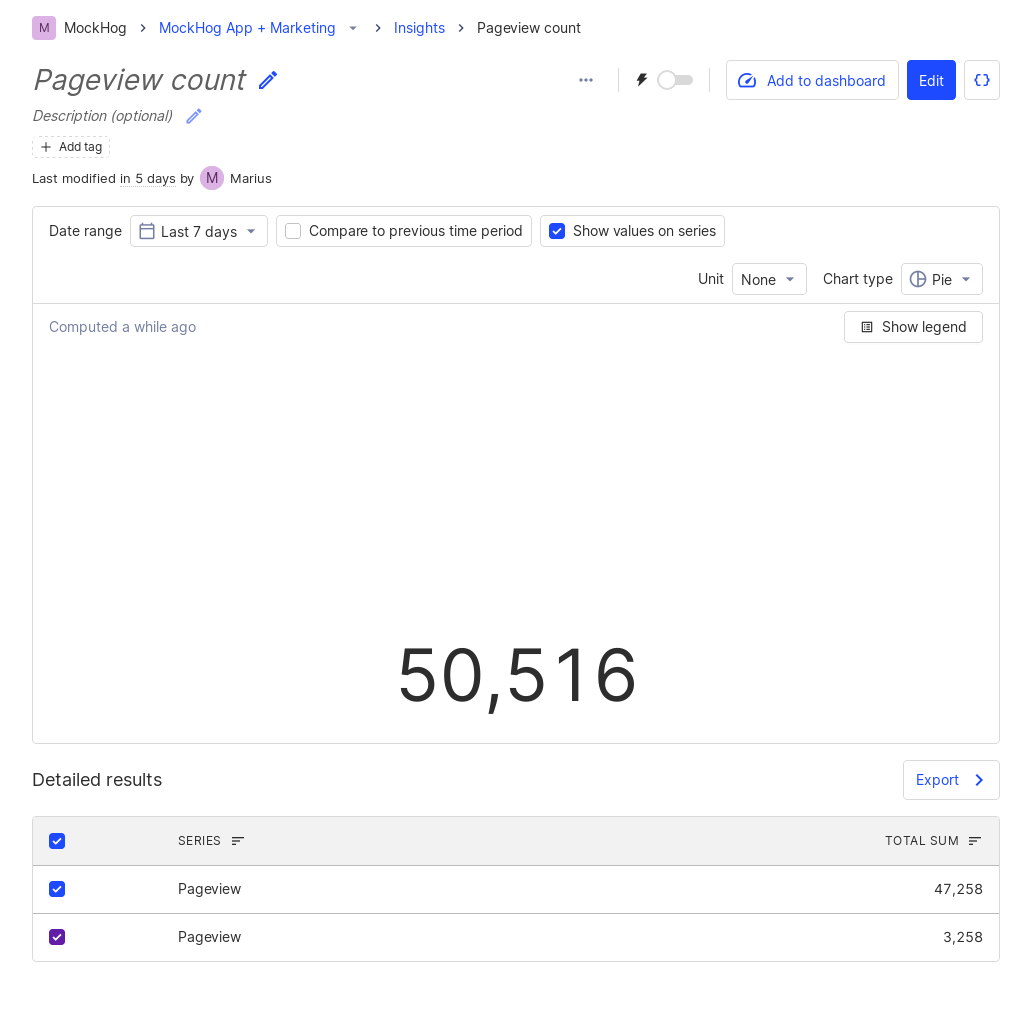 M MockHog MockHog App + Marketing Insights Pageview count
Pageview count
Add to dashboard Edit
Description (optional)
Add tag
Last modified in 5 days by M Marius
Date range Last 7 days Compare to previous time period Show values on series
Unit None Chart type Pie
Computed a while ago Show legend
50,516
Detailed results Export
SERIES TOTAL SUM
Pageview 47,258
Pageview 3,258